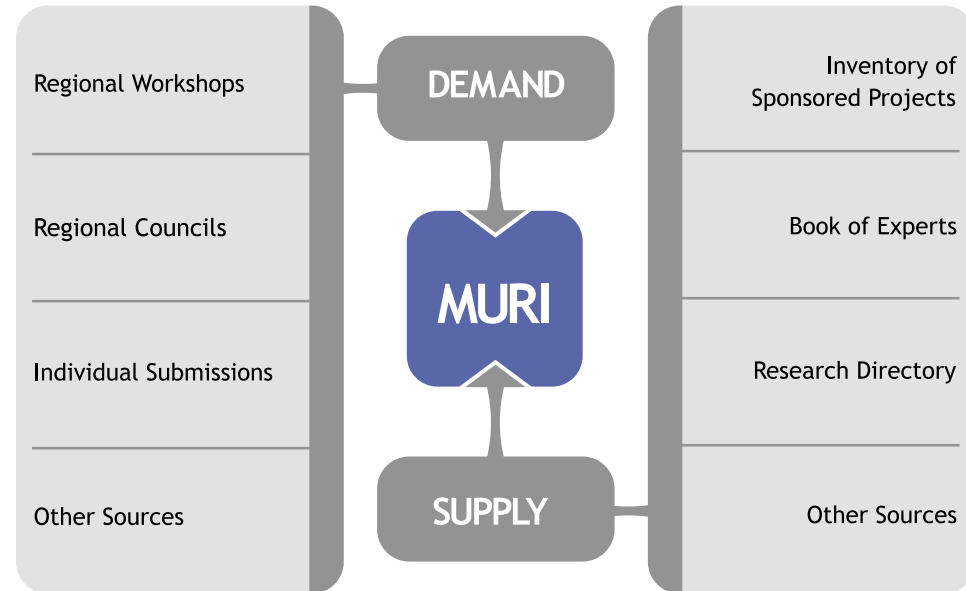 Regional Workshops
Regional Councils
Individual Submissions
Other Sources
DEMAND
MURI
SUPPLY
Inventory of
Sponsored Projects
Book of Experts
Research Directory
Other Sources